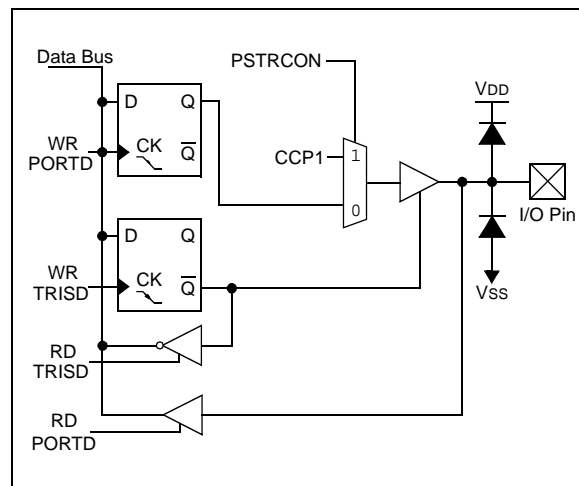 Data Bus
PSTRCON
VDD
D Q
WR
PORTD
CK
Q
CCP1
1
0
I/O Pin
D Q
WR
TRISD
CK
Q
VSS
RD
TRISD
RD
PORTD